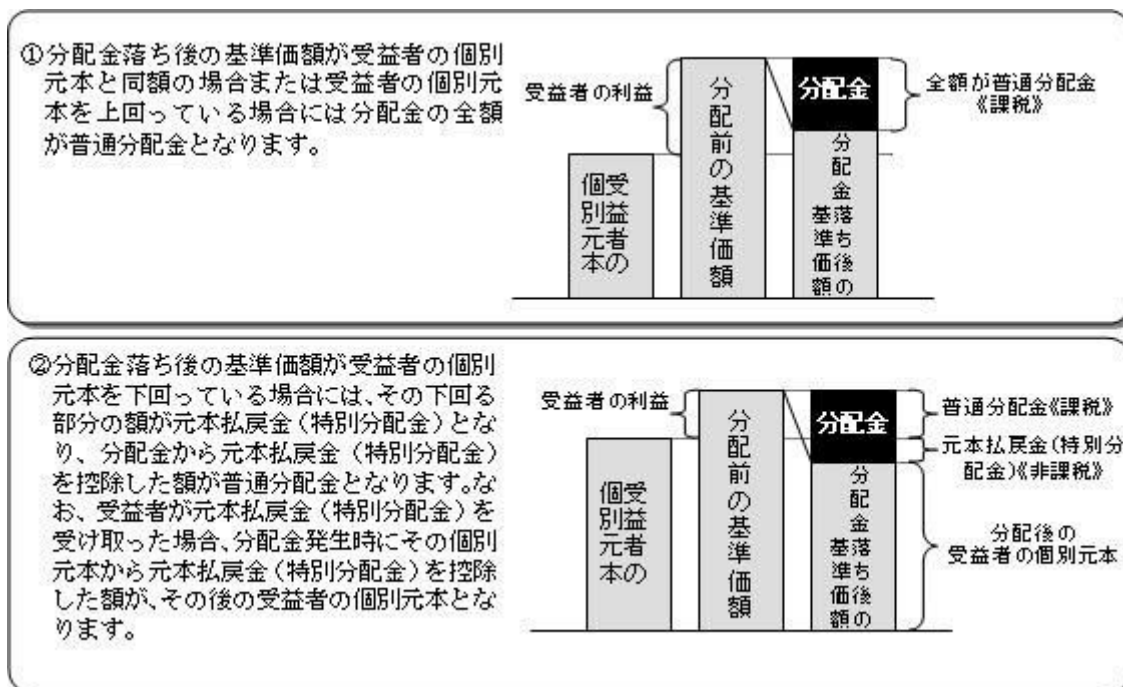 ①分配金落ち後の基準価額が受益者の個別
元本と同額の場合または受益者の個別元
本を上回っている場合には分配金の全額
が普通分配金となります。
受益者の利益
受益者の
個別元本
分配前の基準価額
分配金
分配金落ち後の
基準価額
全額が普通分配金
《課税》
②分配金落ち後の基準価額が受益者の個別
元本を下回っている場合には、その下回る
部分の額が元本払戻金(特別分配金)とな
り、分配金から元本払戻金(特別分配金)
を控除した額が普通分配金となります。な
お、受益者が元本払戻金(特別分配金)を
受け取った場合、分配金発生時にその個別
元本から元本払戻金(特別分配金)を控除
した額が、その後の受益者の個別元本とな
ります。
受益者の利益
受益者の
個別元本
分配前の基準価額
分配金
分配金落ち後の
基準価額
普通分配金《課税》
元本払戻金(特別分
配金)《非課税》
分配後の
受益者の個別元本